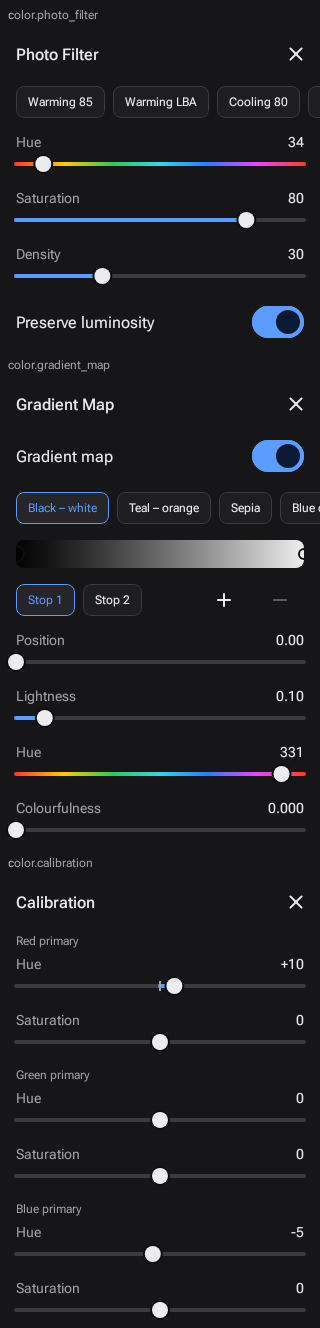 color.photo_filter
Photo Filter
Warming 85 Warming LBA Cooling 80
Hue 34
Saturation 80
Density 30
Preserve luminosity
color.gradient_map
Gradient Map
Gradient map
Black – white Teal – orange Sepia Blue
Stop 1 Stop 2
Position 0.00
Lightness 0.10
Hue 331
Colourfulness 0.000
color.calibration
Calibration
Red primary
Hue +10
Saturation 0
Green primary
Hue 0
Saturation 0
Blue primary
Hue -5
Saturation 0